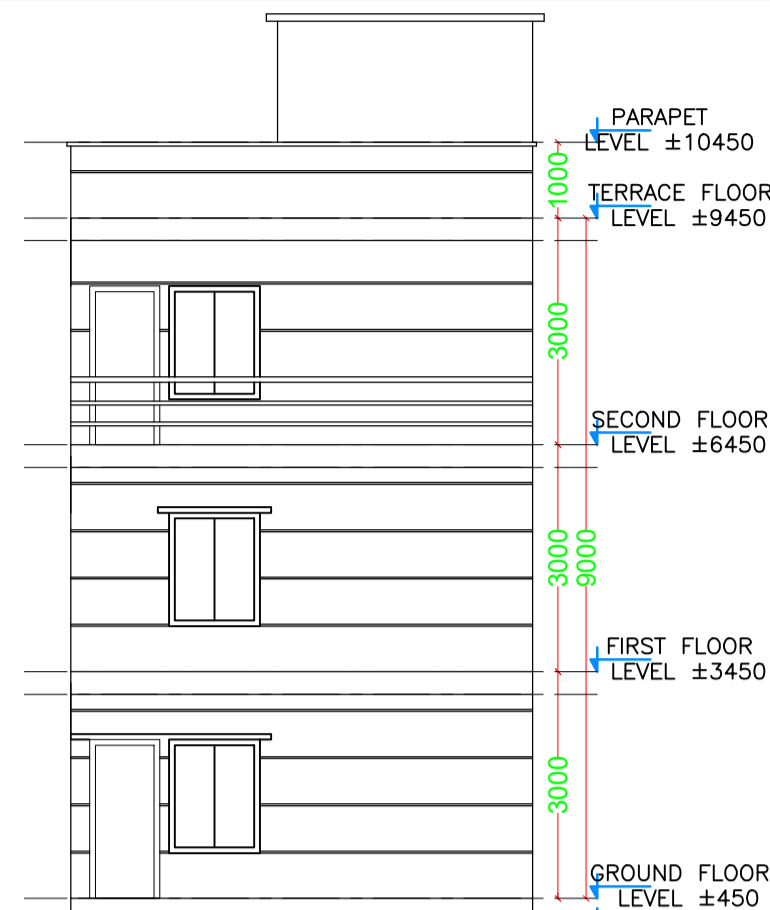 PARAPET
LEVEL ±10450
1000
TERRACE FLOOR
LEVEL ±9450
3000
SECOND FLOOR
LEVEL ±6450
3000
9000
FIRST FLOOR
LEVEL ±3450
3000
GROUND FLOOR
LEVEL ±450